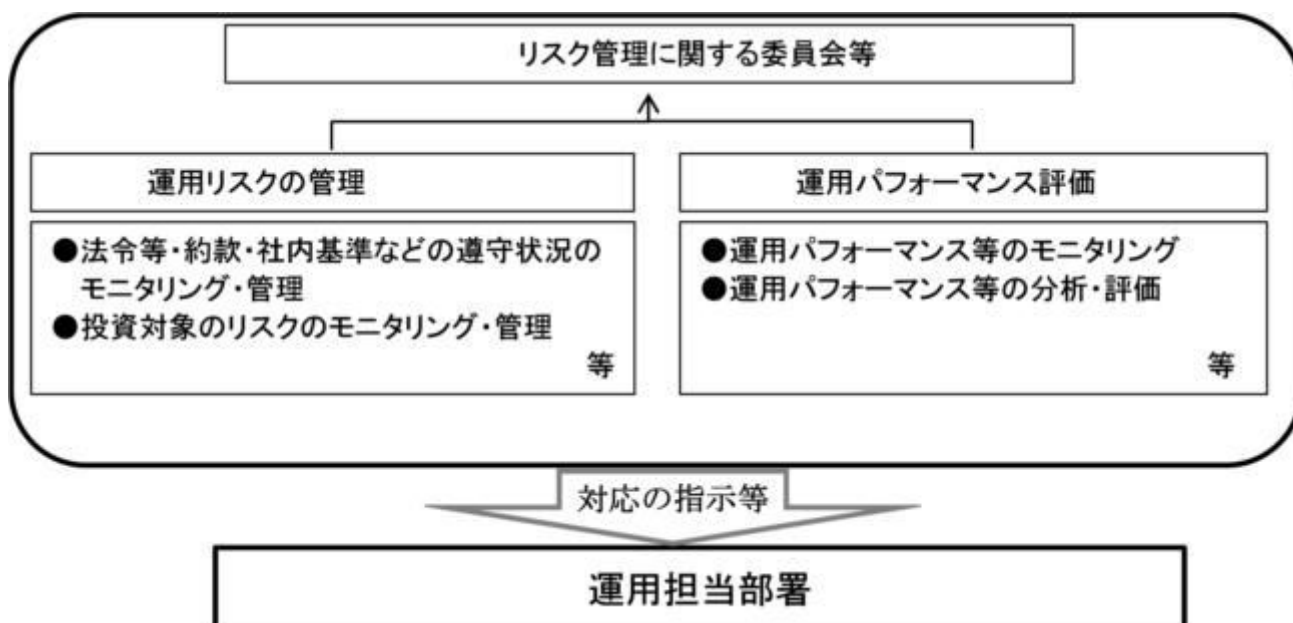 リスク管理に関する委員会等
運用リスクの管理
●法令等・約款・社内基準などの遵守状況の
モニタリング・管理
●投資対象のリスクのモニタリング・管理
等
運用パフォーマンス評価
●運用パフォーマンス等のモニタリング
●運用パフォーマンス等の分析・評価
等
対応の指示等
運用担当部署